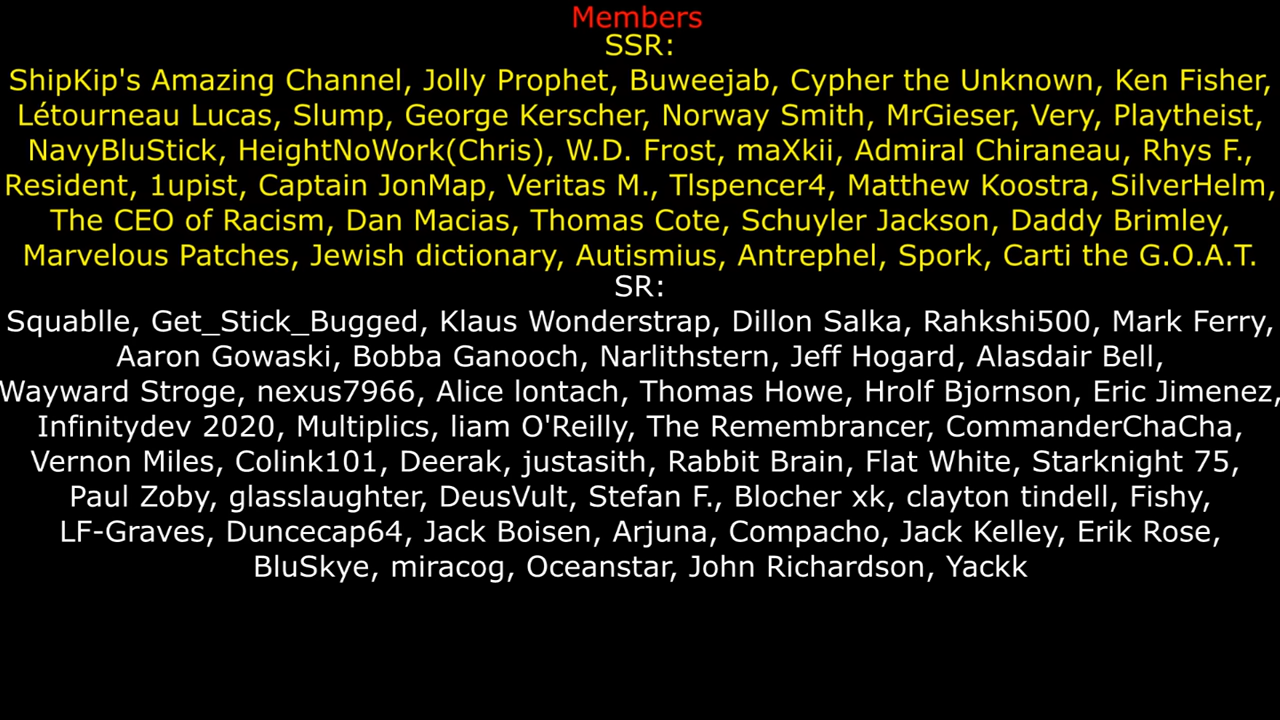 Members
SSR:
ShipKip's Amazing Channel, Jolly Prophet, Buweejab, Cypher the Unknown, Ken Fisher,
Létourneau Lucas, Slump, George Kerscher, Norway Smith, MrGieser, Very, Playtheist,
NavyBluStick, HeightNoWork(Chris), W.D. Frost, maXkii, Admiral Chiraneau, Rhys F.,
Resident, 1upist, Captain JonMap, Veritas M., Tlspencer4, Matthew Koostra, SilverHelm,
The CEO of Racism, Dan Macias, Thomas Cote, Schuyler Jackson, Daddy Brimley,
Marvelous Patches, Jewish dictionary, Autismius, Antrephel, Spork, Carti the G.O.A.T.
SR:
Squablle, Get_Stick_Bugged, Klaus Wonderstrap, Dillon Salka, Rahkshi500, Mark Ferry,
Aaron Gowaski, Bobba Ganooch, Narlithstern, Jeff Hogard, Alasdair Bell,
Wayward Stroge, nexus7966, Alice lontach, Thomas Howe, Hrolf Bjornson, Eric Jimenez,
Infinitydev 2020, Multiplics, liam O'Reilly, The Remembrancer, CommanderChaCha,
Vernon Miles, Colink101, Deerak, justasith, Rabbit Brain, Flat White, Starknight 75,
Paul Zoby, glasslaughter, DeusVult, Stefan F., Blocher xk, clayton tindell, Fishy,
LF-Graves, Duncecap64, Jack Boisen, Arjuna, Compacho, Jack Kelley, Erik Rose,
BluSkye, miracog, Oceanstar, John Richardson, Yackk